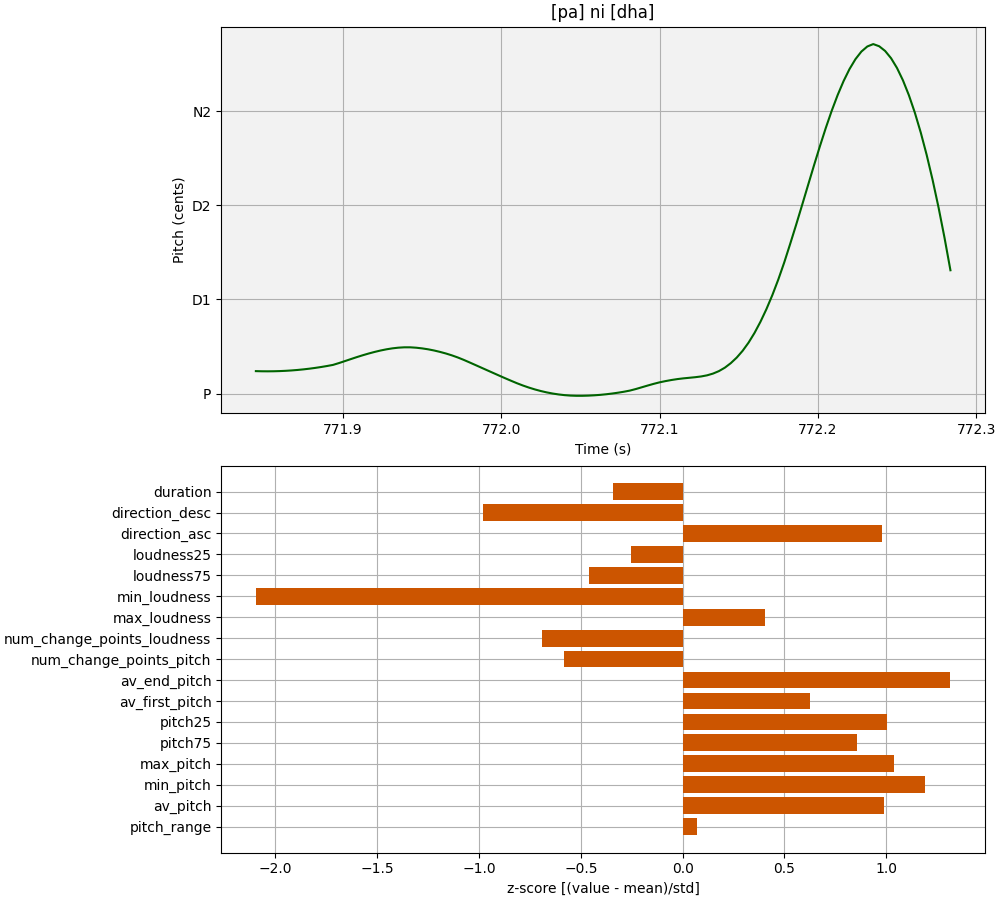 [pa] ni [dha]
Pitch (cents)
N2
D2
D1
P
771.9 772.0 772.1 772.2 772.3
Time (s)
duration
direction_desc
direction_asc
loudness25
loudness75
min_loudness
max_loudness
num_change_points_loudness
num_change_points_pitch
av_end_pitch
av_first_pitch
pitch25
pitch75
max_pitch
min_pitch
av_pitch
pitch_range
−2.0 −1.5 −1.0 −0.5 0.0 0.5 1.0
z-score [(value - mean)/std]